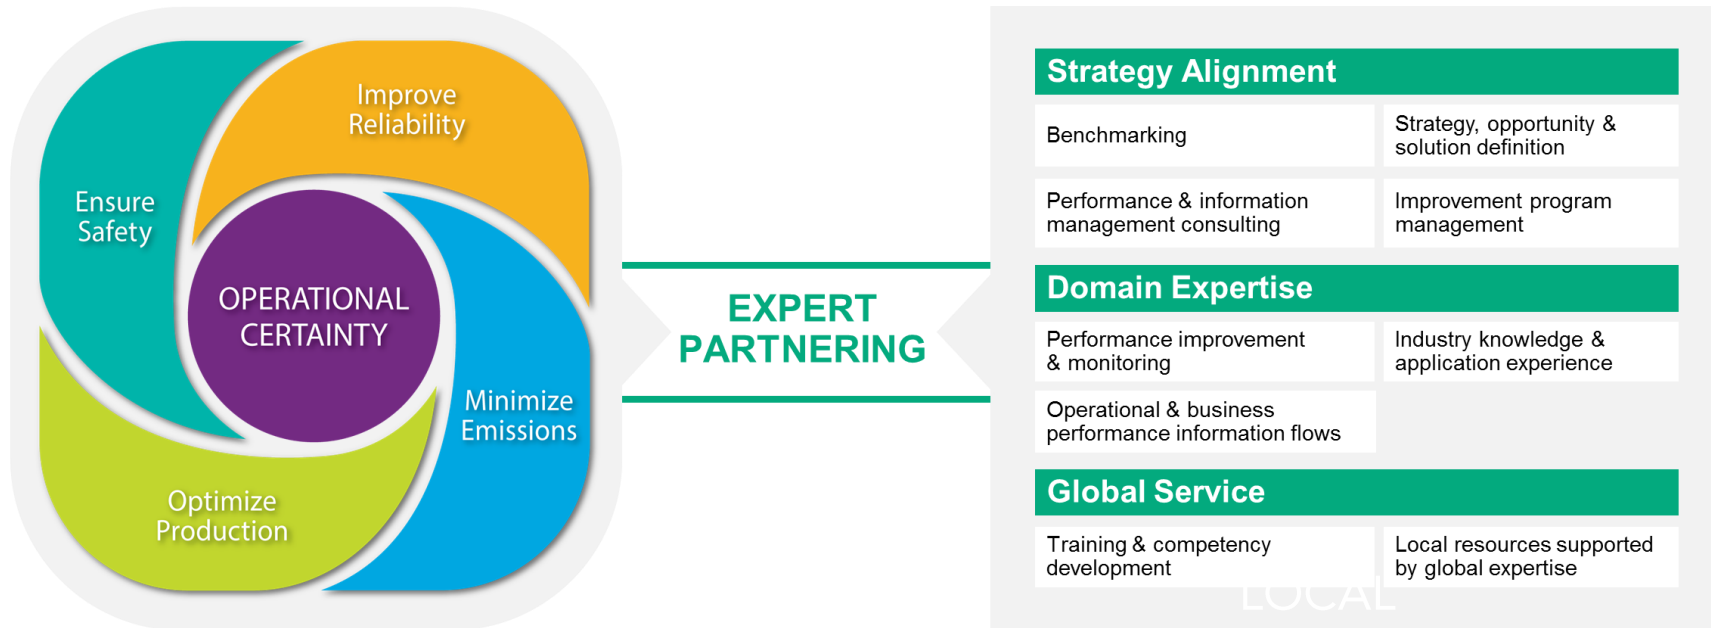 Improve
Reliability
Ensure
Safety
OPERATIONAL
CERTAINTY
Minimize
Emissions
Optimize
Production
EXPERT
PARTNERING
Strategy Alignment
Benchmarking
Strategy, opportunity &
solution definition
Performance & information
management consulting
Improvement program
management
Domain Expertise
Performance improvement
& monitoring
Industry knowledge &
application experience
Operational & business
performance information flows
Global Service
Training & competency
development
Local resources supported
by global expertise
LOCAL